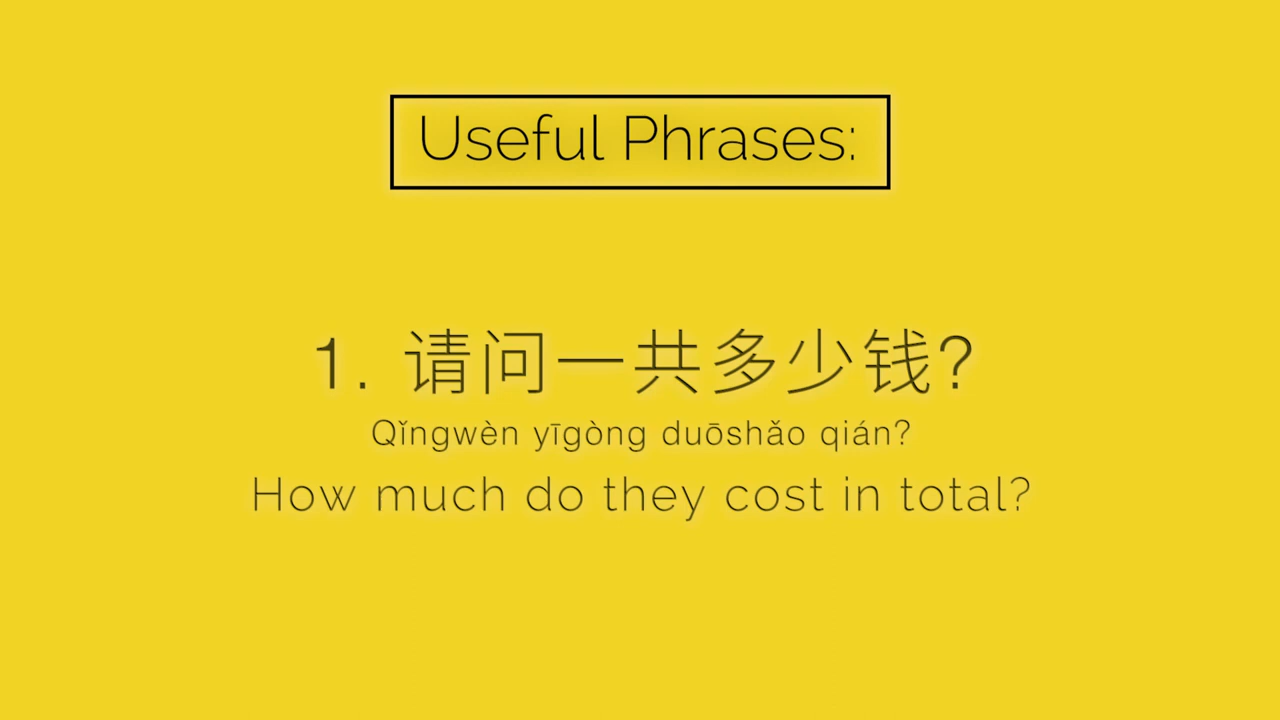 Useful Phrases:
1. 请问一共多少钱?
Qǐngwèn yīgòng duōshǎo qián?
How much do they cost in total?